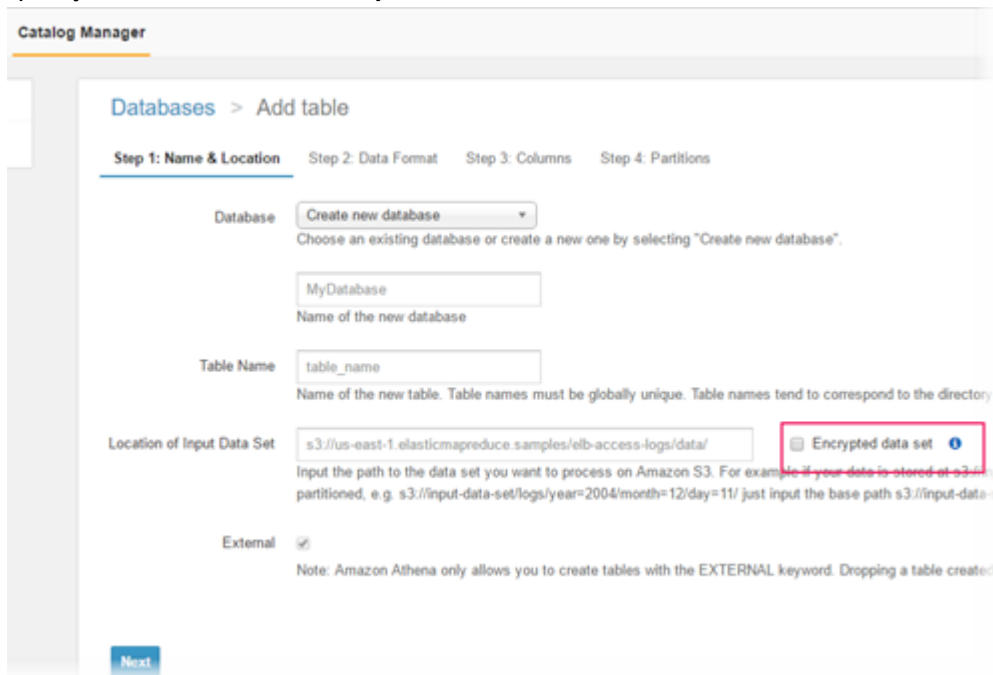 Catalog Manager
Databases > Add table
Step 1: Name & Location Step 2: Data Format Step 3: Columns Step 4: Partitions
Database Create new database
Choose an existing database or create a new one by selecting "Create new database".
MyDatabase
Name of the new database
Table Name table_name
Name of the new table. Table names must be globally unique. Table names tend to correspond to the directory
Location of Input Data Set s3://us-east-1.elasticmapreduce.samples/elb-access-logs/data/ Encrypted data set
Input the path to the data set you want to process on Amazon S3. For example if your data is stored at s3://
partitioned, e.g. s3://input-data-set/logs/year=2004/month=12/day=11/ just input the base path s3://input-data-
External
Note: Amazon Athena only allows you to create tables with the EXTERNAL keyword. Dropping a table created
Next